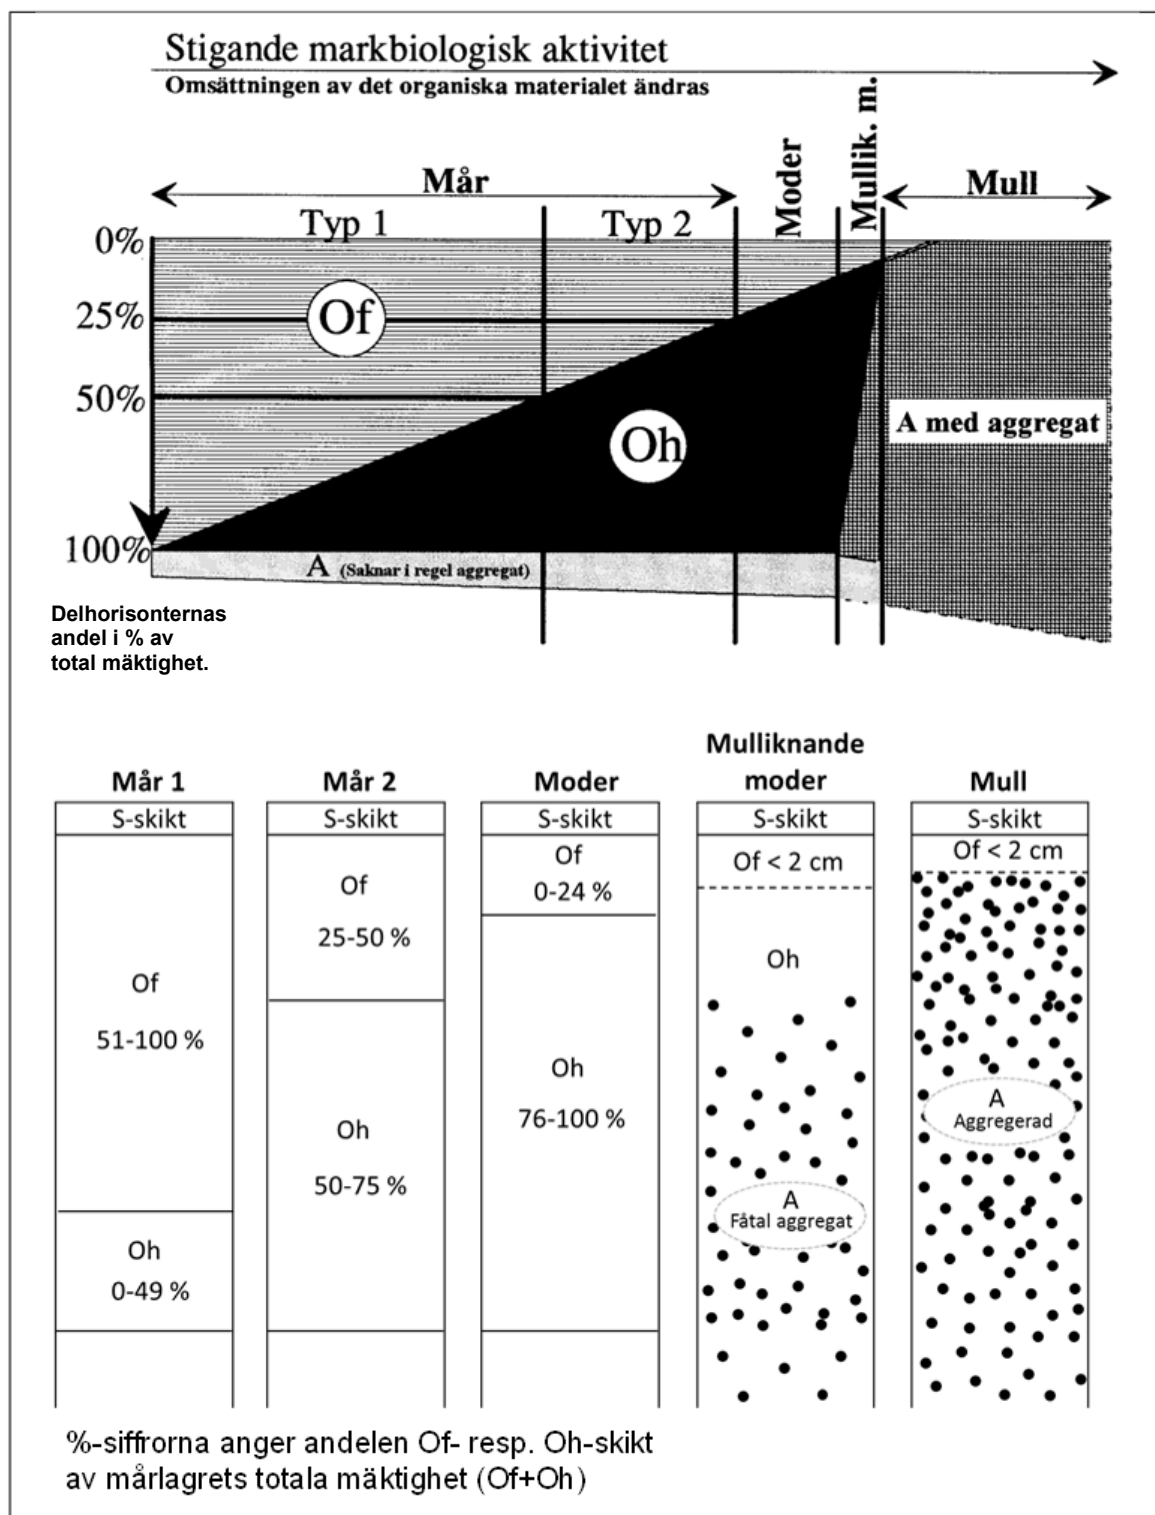 Stigande markbiologisk aktivitet
Omsättningen av det organiska materialet ändras
Mår
Moder
Mullik. m.
Mull
Typ 1
Typ 2
0%
25%
50%
100%
Of
Oh
A med aggregat
A (Saknar i regel aggregat)
Delhorisonternas
andel i % av
total mäktighet.
Mår 1
S-skikt
Of
51-100 %
Oh
0-49 %
Mår 2
S-skikt
Of
25-50 %
Oh
50-75 %
Moder
S-skikt
Of
0-24 %
Oh
76-100 %
Mulliknande
moder
S-skikt
Of < 2 cm
Oh
A
Fåtal aggregat
Mull
S-skikt
Of < 2 cm
A
Aggregerad
%-siffrorna anger andelen Of- resp. Oh-skikt
av mårlagrets totala mäktighet (Of+Oh)